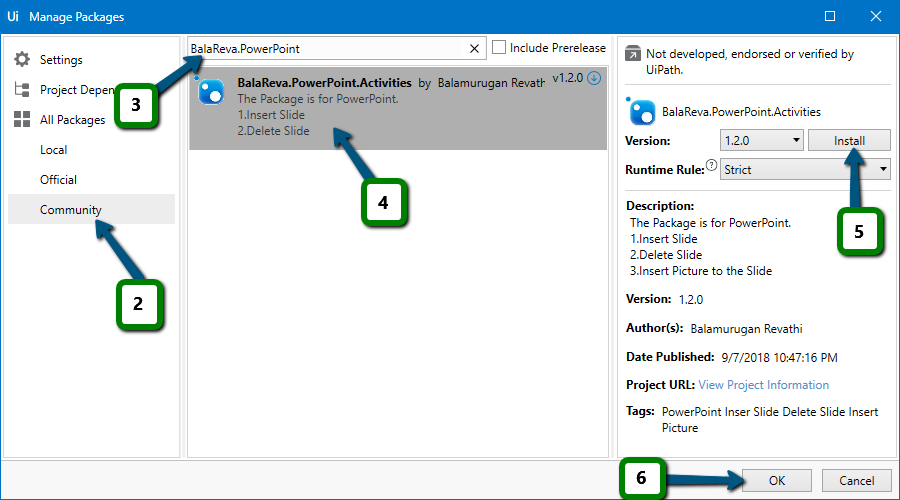 Ui Manage Packages
Settings
Project Depen
All Packages
Local
Official
Community
BalaReva.PowerPoint
Include Prerelease
BalaReva.PowerPoint.Activities by Balamurugan Revath v1.2.0
The Package is for PowerPoint.
1.Insert Slide
2.Delete Slide
Not developed, endorsed or verified by
UiPath.
BalaReva.PowerPoint.Activities
Version: 1.2.0 Install
Runtime Rule: ? Strict
Description:
The Package is for PowerPoint.
1.Insert Slide
2.Delete Slide
3.Insert Picture to the Slide
Version: 1.2.0
Author(s): Balamurugan Revathi
Date Published: 9/7/2018 10:47:16 PM
Project URL: View Project Information
Tags: PowerPoint Inser Slide Delete Slide Insert
Picture
OK Cancel
2
3
4
5
6